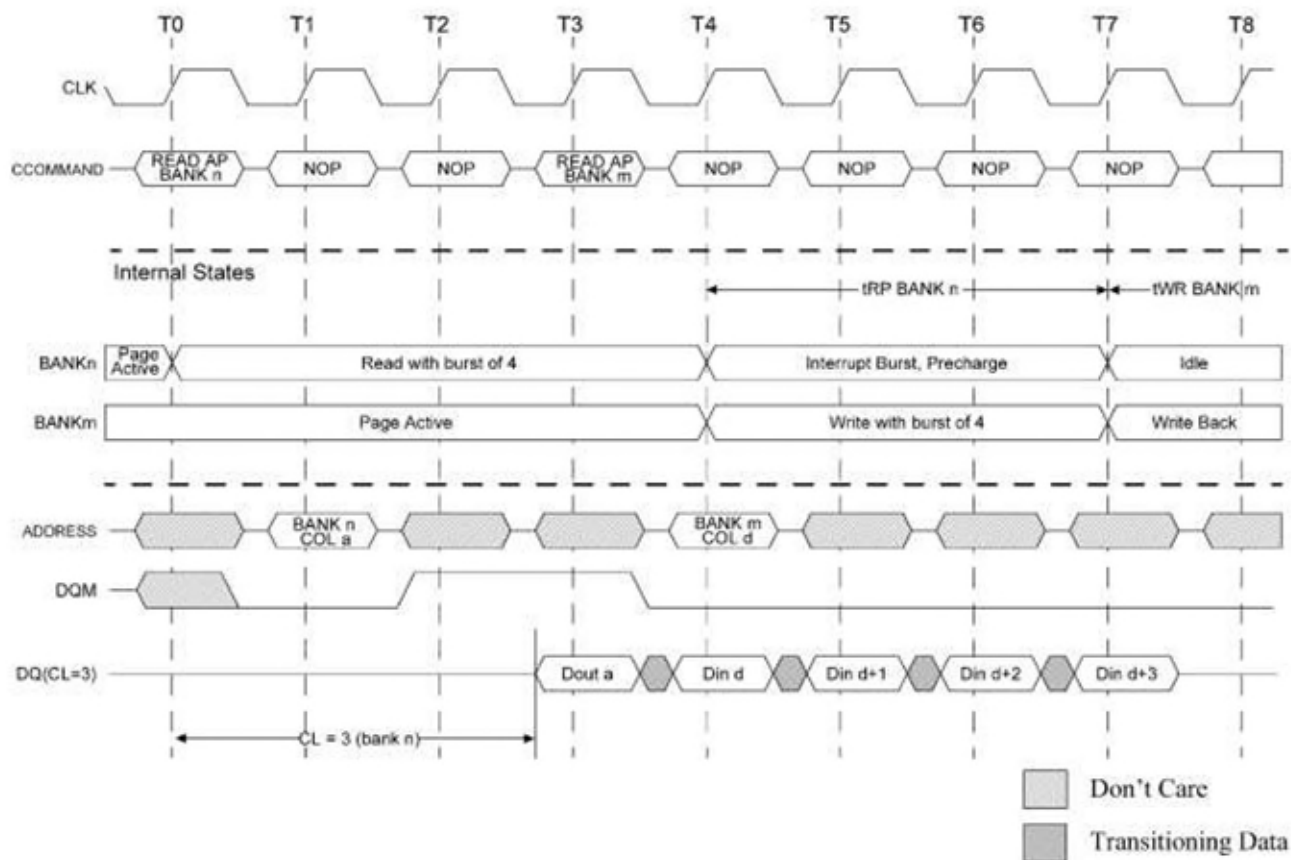 T0 T1 T2 T3 T4 T5 T6 T7 T8
CLK
CCOMMAND
READ AP
BANK n
NOP
NOP
READ AP
BANK m
NOP
NOP
NOP
NOP
Internal States
tRP BANK n
tWR BANK m
BANKn
Page
Active
Read with burst of 4
Interrupt Burst, Precharge
Idle
BANKm
Page Active
Write with burst of 4
Write Back
ADDRESS
BANK n
COL a
BANK m
COL d
DQM
DQ(CL=3)
Dout a
Din d
Din d+1
Din d+2
Din d+3
CL = 3 (bank n)
Don't Care
Transitioning Data